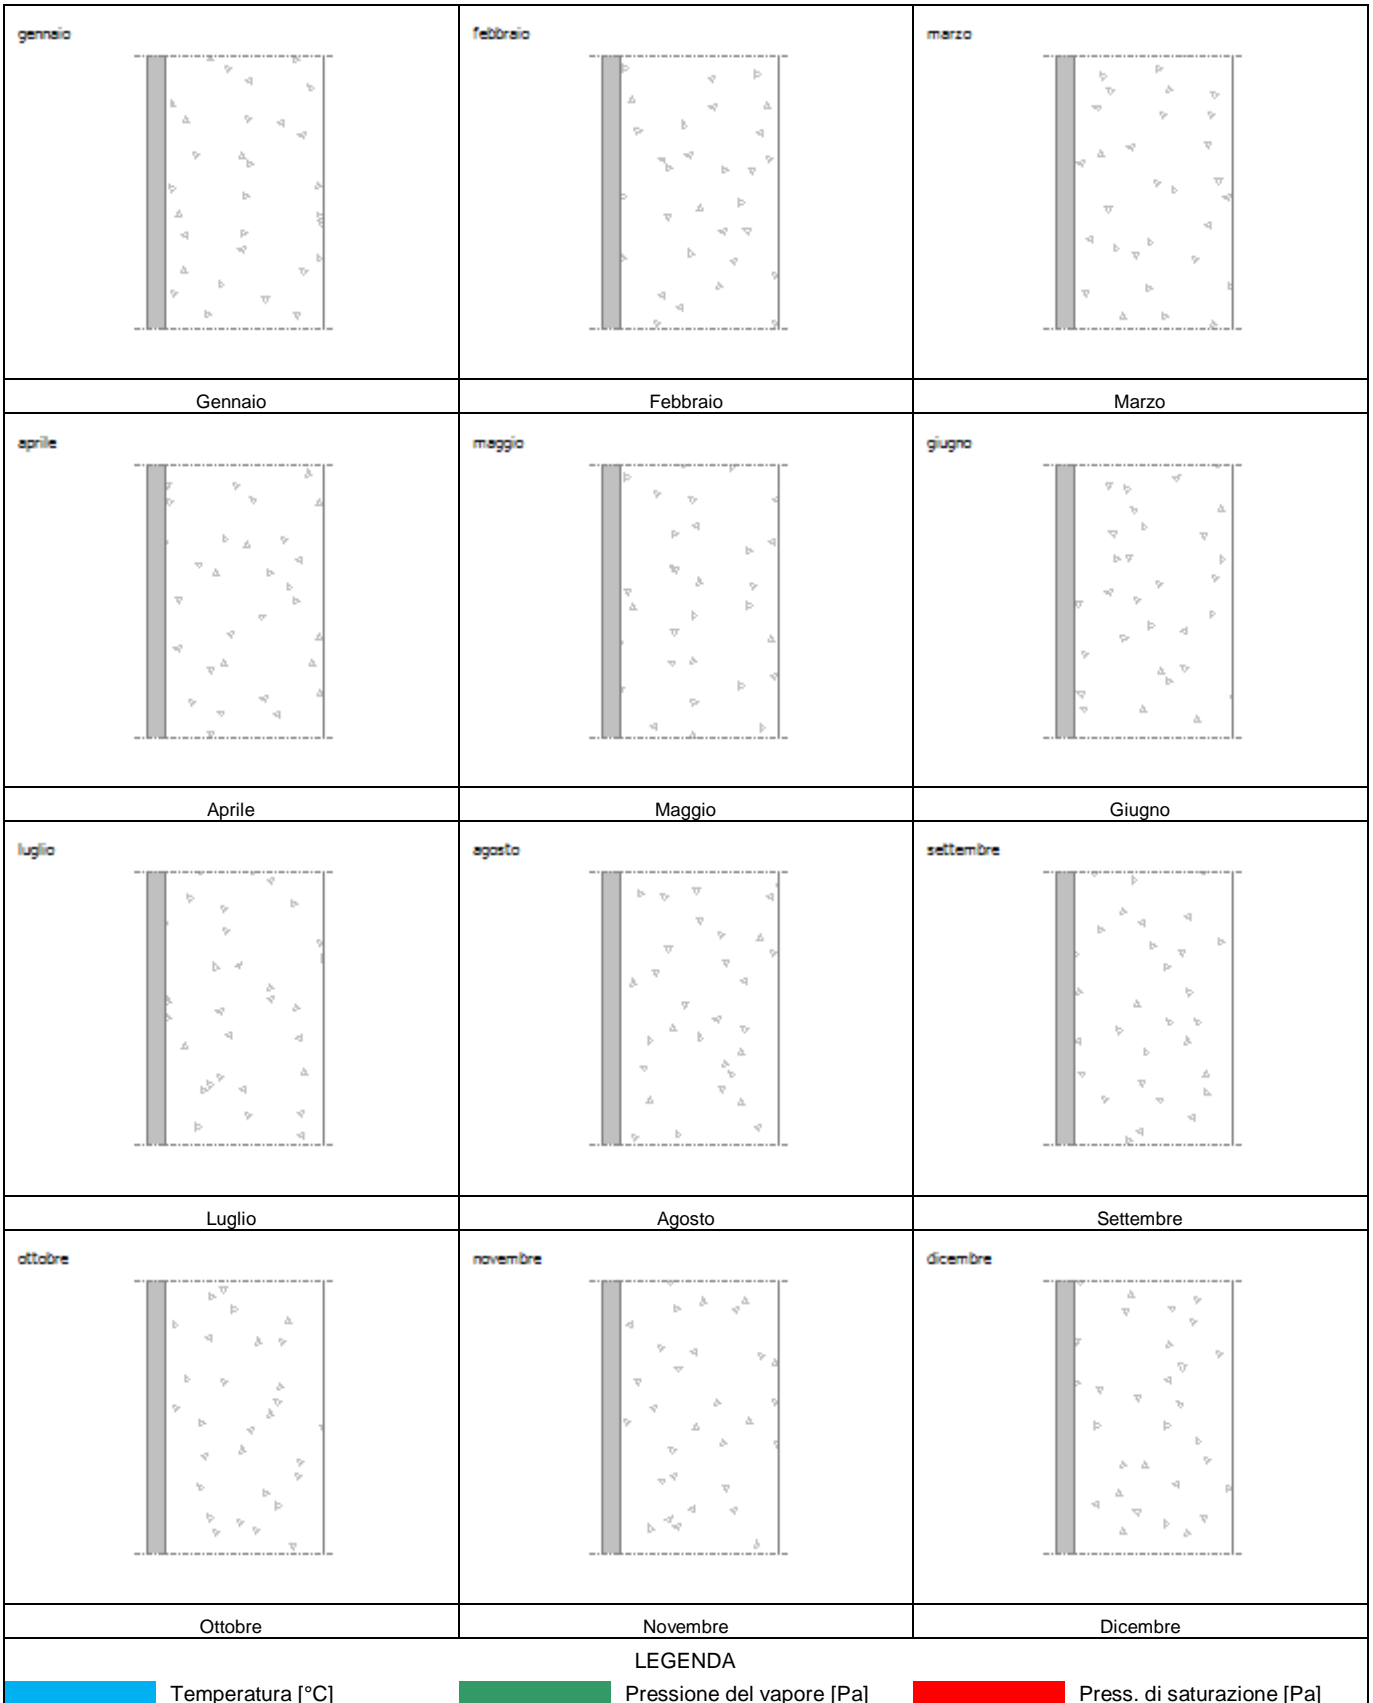 gennaio
febbraio
marzo
Gennaio
Febbraio
Marzo
aprile
maggio
giugno
Aprile
Maggio
Giugno
luglio
agosto
settembre
Luglio
Agosto
Settembre
ottobre
novembre
dicembre
Ottobre
Novembre
Dicembre
LEGENDA
Temperatura [°C]
Pressione del vapore [Pa]
Press. di saturazione [Pa]